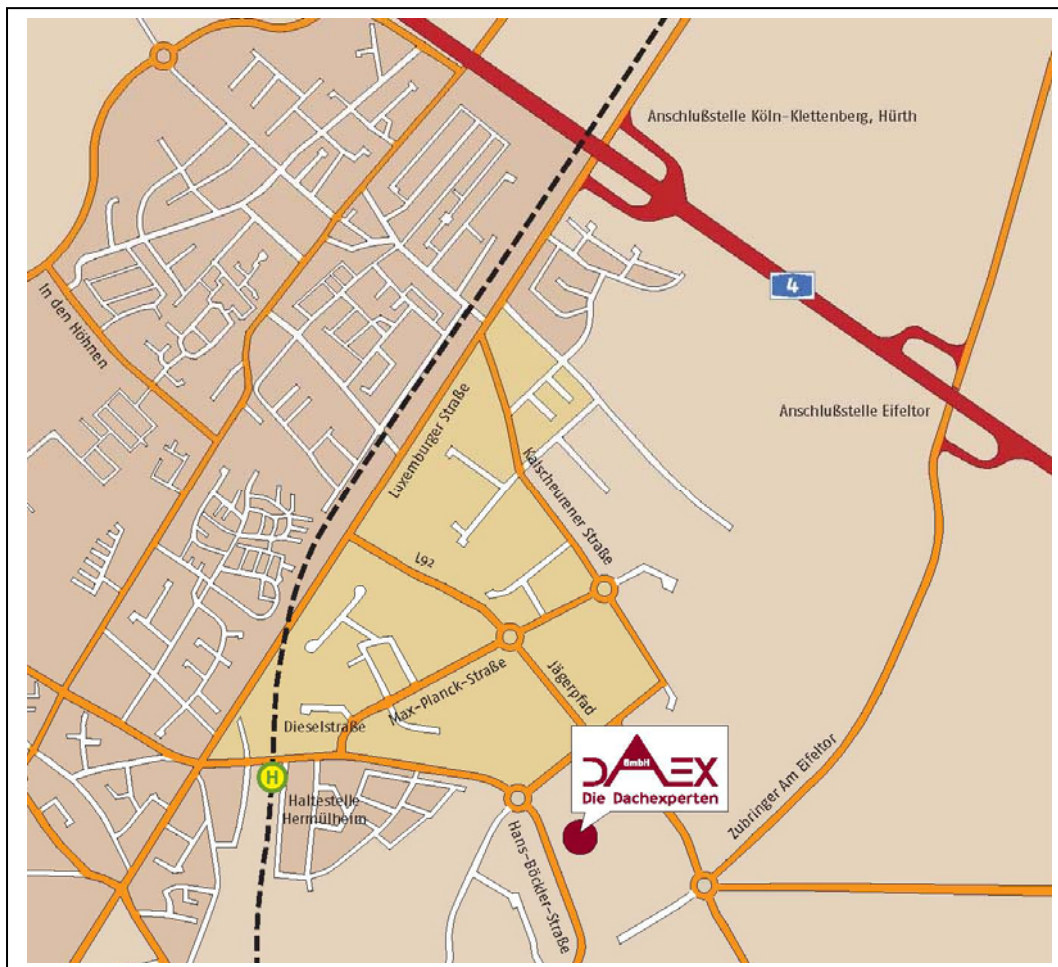 Anschlußstelle Köln-Klettenberg, Hürth
4
In den Höhnen
Anschlußstelle Eifeltor
Luxemburger Straße
Kalscheurener Straße
L92
Jägerpfad
Max-Planck-Straße
Dieselstraße
H
Haltestelle
Hermülheim
GmbH
DAEX
Die Dachexperten
Zubringer Am Eifeltor
Hans-Böckler-Straße